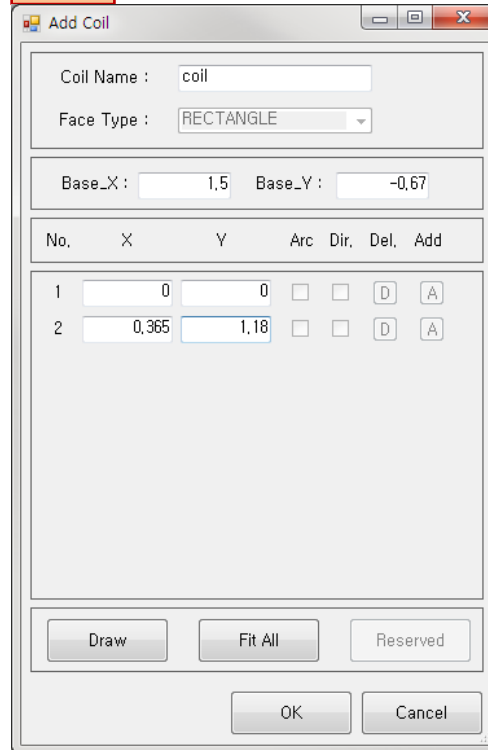 Add Coil
Coil Name : coil
Face Type : RECTANGLE
Base_X : 1.5 Base_Y : -0.67
No. X Y Arc Dir. Del. Add
1 0 0 D A
2 0.365 1.18 D A
Draw Fit All Reserved
OK Cancel